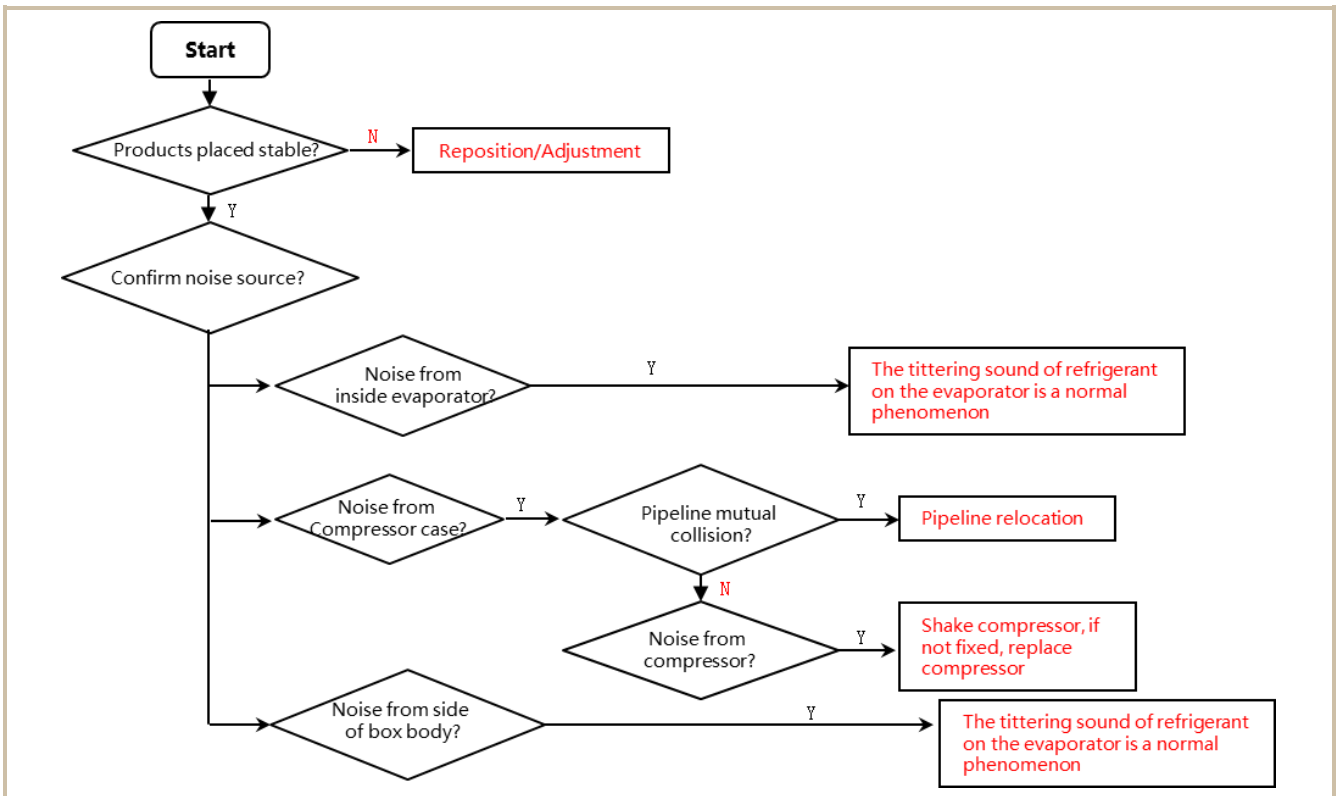 Start
Products placed stable?
N
Reposition/Adjustment
Y
Confirm noise source?
Noise from
inside evaporator?
Y
The tittering sound of refrigerant
on the evaporator is a normal
phenomenon
Noise from
Compressor case?
Y
Pipeline mutual
collision?
Y
Pipeline relocation
N
Noise from
compressor?
Y
Shake compressor, if
not fixed, replace
compressor
Noise from side
of box body?
Y
The tittering sound of refrigerant
on the evaporator is a normal
phenomenon